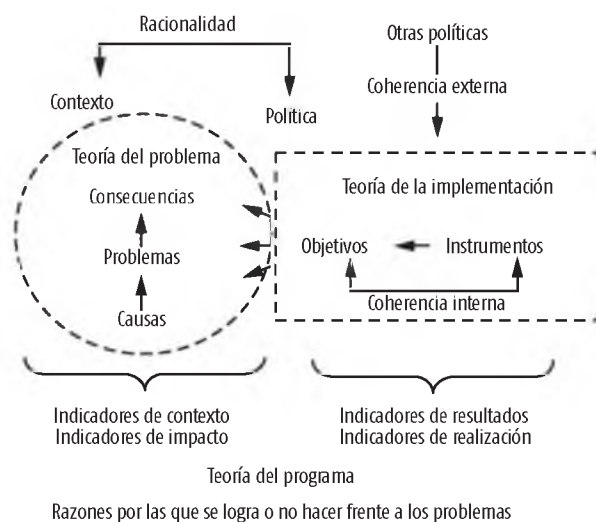 Racionalidad
Otras políticas
Contexto
Política
Coherencia externa
Teoría del problema
Consecuencias
Problemas
Causas
Teoría de la implementación
Objetivos
Instrumentos
Coherencia interna
Indicadores de contexto
Indicadores de impacto
Indicadores de resultados
Indicadores de realización
Teoría del programa
Razones por las que se logra o no hacer frente a los problemas